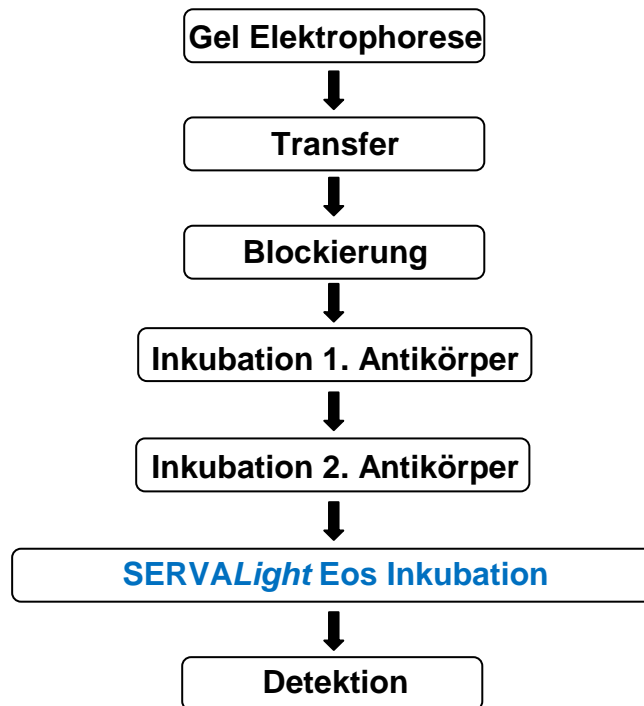 Gel Elektrophorese
Transfer
Blockierung
Inkubation 1. Antikörper
Inkubation 2. Antikörper
SERVALight Eos Inkubation
Detektion